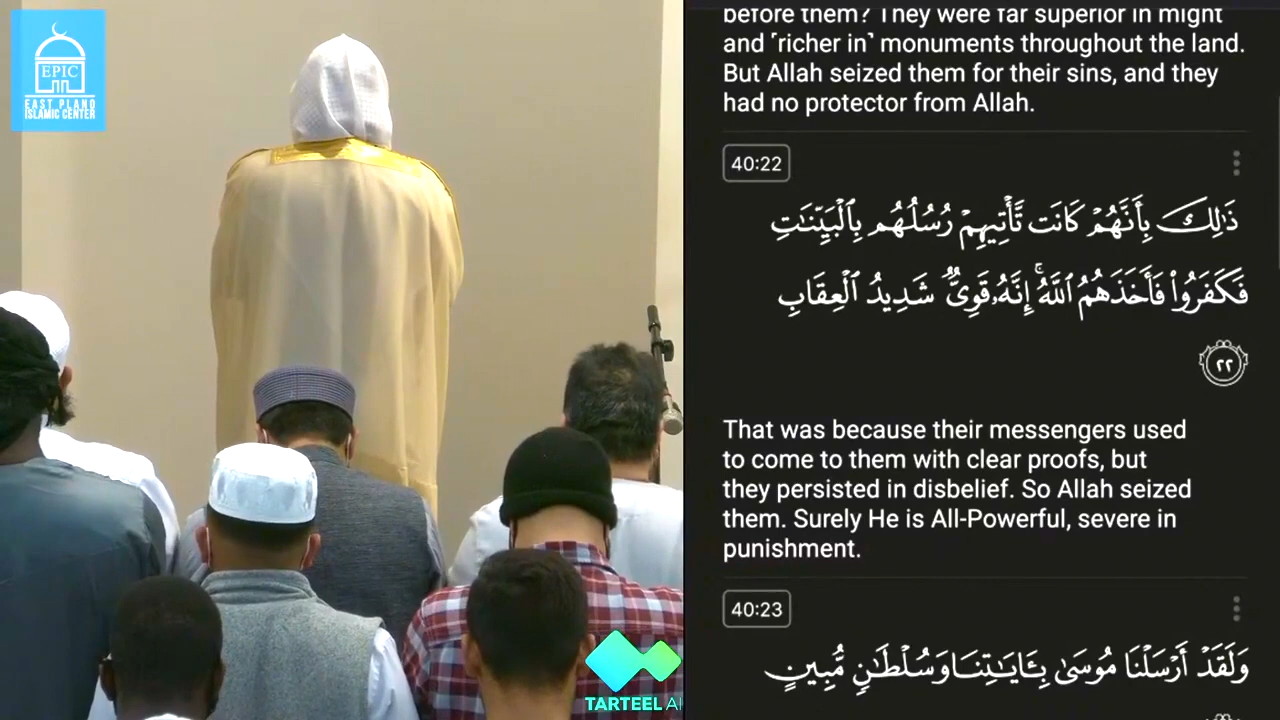 EPIC
EAST PLANO
ISLAMIC CENTER
before them? They were far superior in might
and ˹richer in˺ monuments throughout the land.
But Allah seized them for their sins, and they
had no protector from Allah.
40:22
ذَٰلِكَ بِأَنَّهُمْ كَانَت تَّأْتِيهِمْ رُسُلُهُم بِٱلْبَيِّنَـٰتِ
فَكَفَرُوا۟ فَأَخَذَهُمُ ٱللَّهُ ۚ إِنَّهُۥ قَوِىٌّۭ شَدِيدُ ٱلْعِقَابِ
٢٢
That was because their messengers used
to come to them with clear proofs, but
they persisted in disbelief. So Allah seized
them. Surely He is All-Powerful, severe in
punishment.
40:23
وَلَقَدْ أَرْسَلْنَا مُوسَىٰ بِـَٔايَـٰتِنَا وَسُلْطَـٰنٍۢ مُّبِينٍ
TARTEEL AI